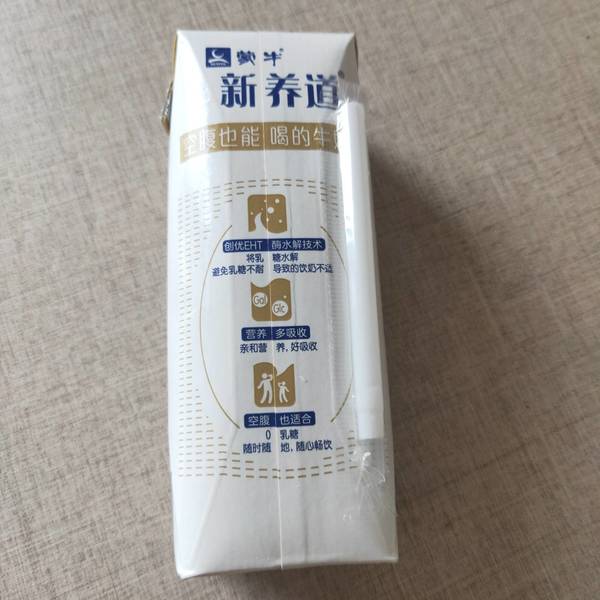 蒙牛
新养道
空腹也能 喝的牛奶
创优EHT 酶水解技术
将乳 糖水解
避免乳糖不耐 导致的饮奶不适
Gal
Glc
营养 多吸收
亲和营 养,好吸收
空腹 也适合
0 乳糖
随时随 地,随心畅饮